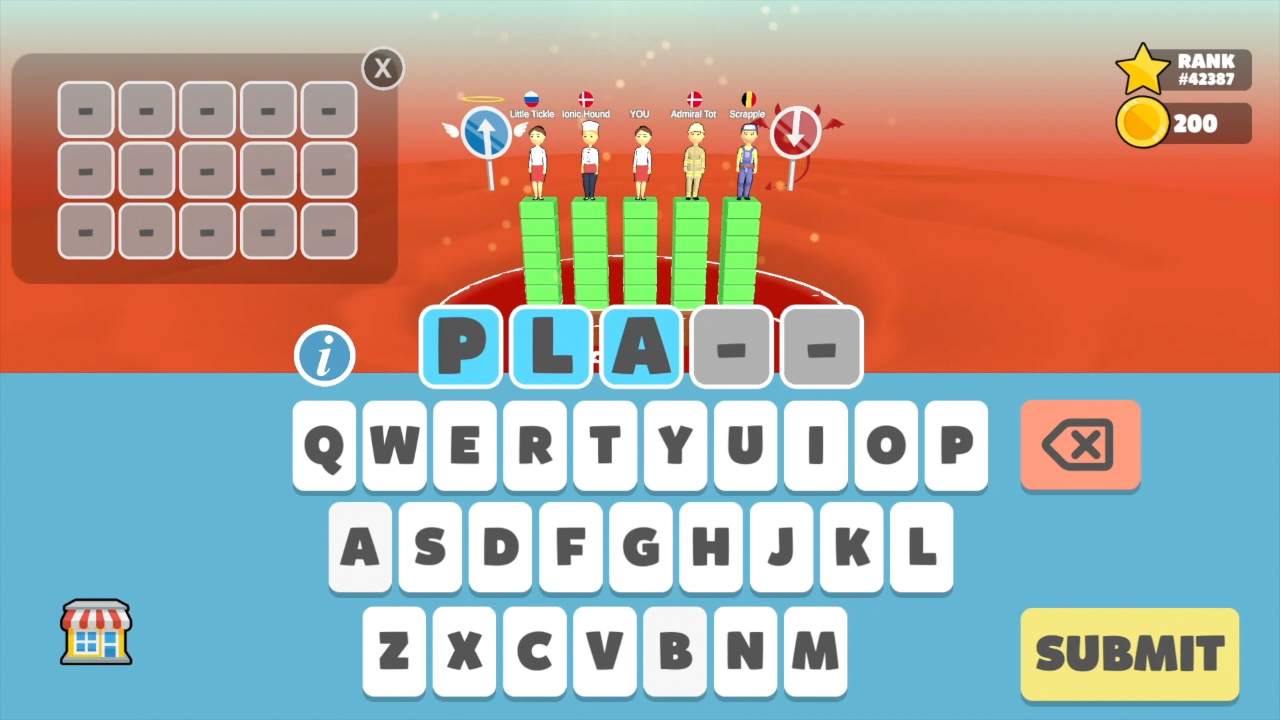 X
RANK
#42387
200
Little Tickle
Ionic Hound
YOU
Admiral Tot
Scrapple
- - - - -
- - - - -
- - - - -
i
P L A - -
Q W E R T Y U I O P
A S D F G H J K L
Z X C V B N M
SUBMIT